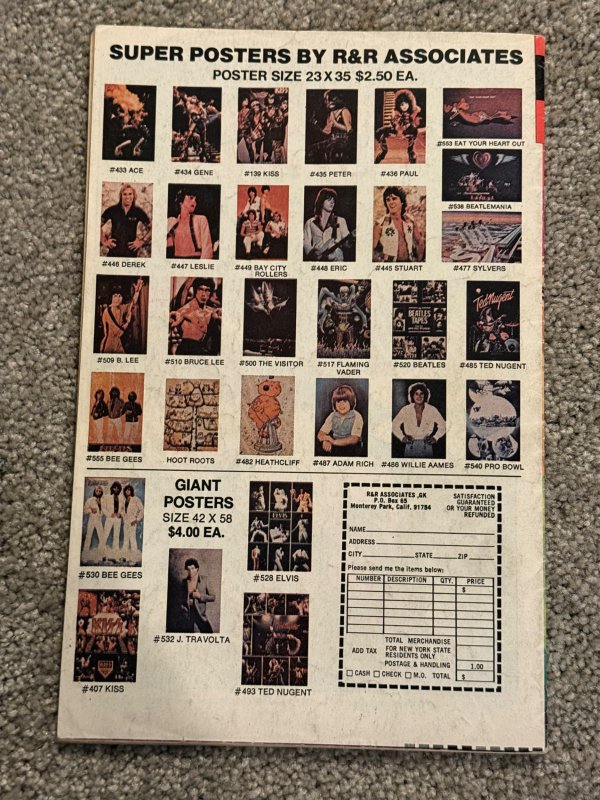 SUPER POSTERS BY R&R ASSOCIATES
POSTER SIZE 23 X 35 $2.50 EA.
#433 ACE
#434 GENE
#139 KISS
#435 PETER
#436 PAUL
#553 EAT YOUR HEART OUT
#538 BEATLEMANIA
#446 DEREK
#447 LESLIE
#449 BAY CITY
ROLLERS
#448 ERIC
#445 STUART
#477 SYLVERS
#509 B. LEE
#510 BRUCE LEE
#500 THE VISITOR
#517 FLAMING
VADER
BEATLES
TAPES
#520 BEATLES
Ted Nugent
#485 TED NUGENT
#555 BEE GEES
HOOT ROOTS
#482 HEATHCLIFF
#487 ADAM RICH
#486 WILLIE AAMES
#540 PRO BOWL
GIANT
POSTERS
SIZE 42 X 58
$4.00 EA.
#530 BEE GEES
ELVIS
#528 ELVIS
#532 J. TRAVOLTA
KISS
#407 KISS
#493 TED NUGENT
R&R ASSOCIATES ,GK
P.O. Box 65
Monterey Park, Calif. 91754
SATISFACTION
GUARANTEED
OR YOUR MONEY
REFUNDED
NAME
ADDRESS
CITY STATE ZIP
Please send me the items below:
NUMBER DESCRIPTION QTY. PRICE
$
TOTAL MERCHANDISE
ADD TAX FOR NEW YORK STATE
RESIDENTS ONLY.
POSTAGE & HANDLING 1.00
CASH CHECK M.O. TOTAL $